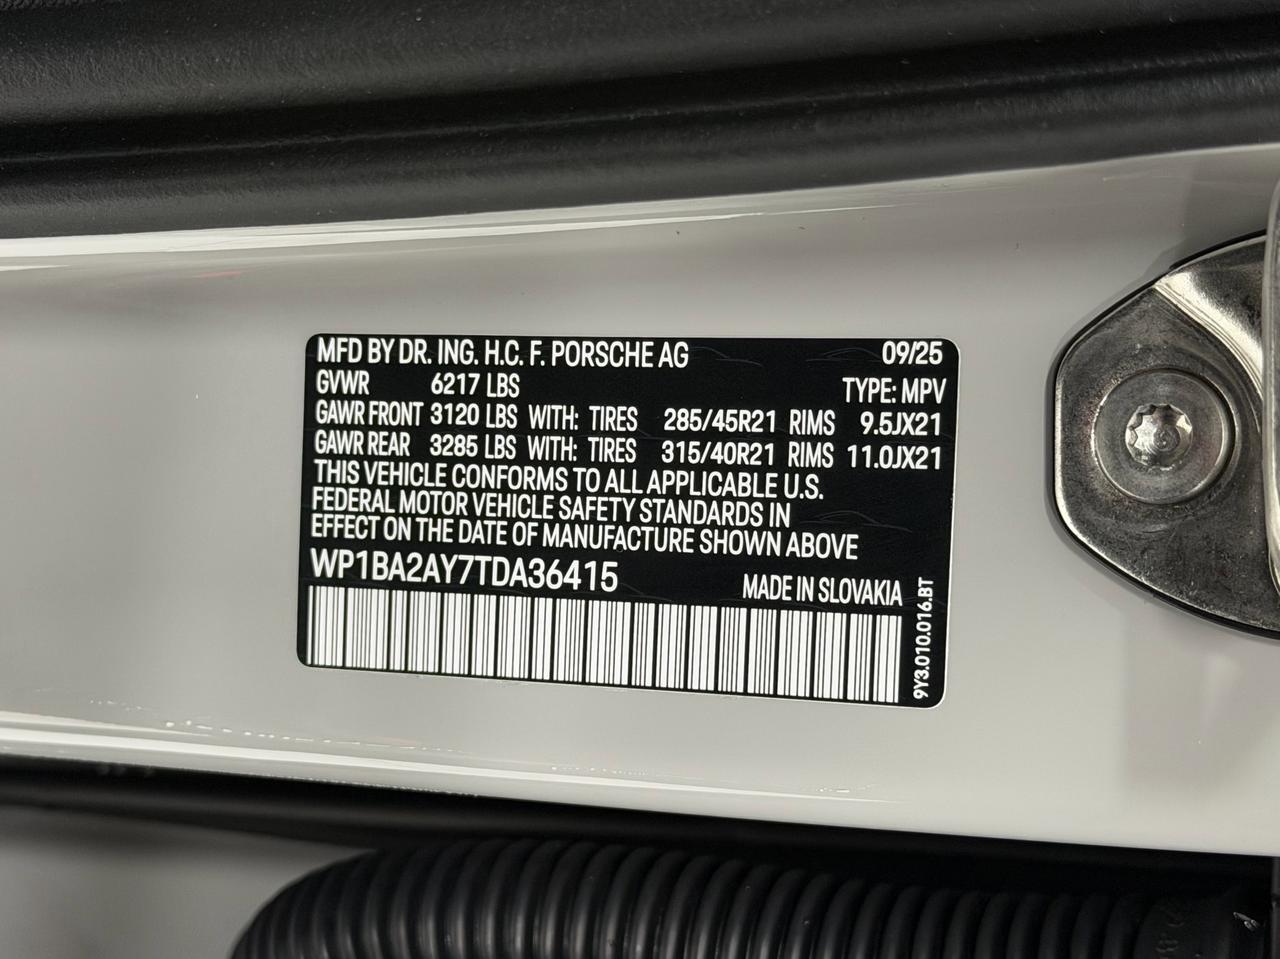 MFD BY DR. ING. H.C. F. PORSCHE AG 09/25
GVWR 6217 LBS TYPE: MPV
GAWR FRONT 3120 LBS WITH: TIRES 285/45R21 RIMS 9.5JX21
GAWR REAR 3285 LBS WITH: TIRES 315/40R21 RIMS 11.0JX21
THIS VEHICLE CONFORMS TO ALL APPLICABLE U.S.
FEDERAL MOTOR VEHICLE SAFETY STANDARDS IN
EFFECT ON THE DATE OF MANUFACTURE SHOWN ABOVE
WP1BA2AY7TDA36415 MADE IN SLOVAKIA
9Y3.010.016.BT